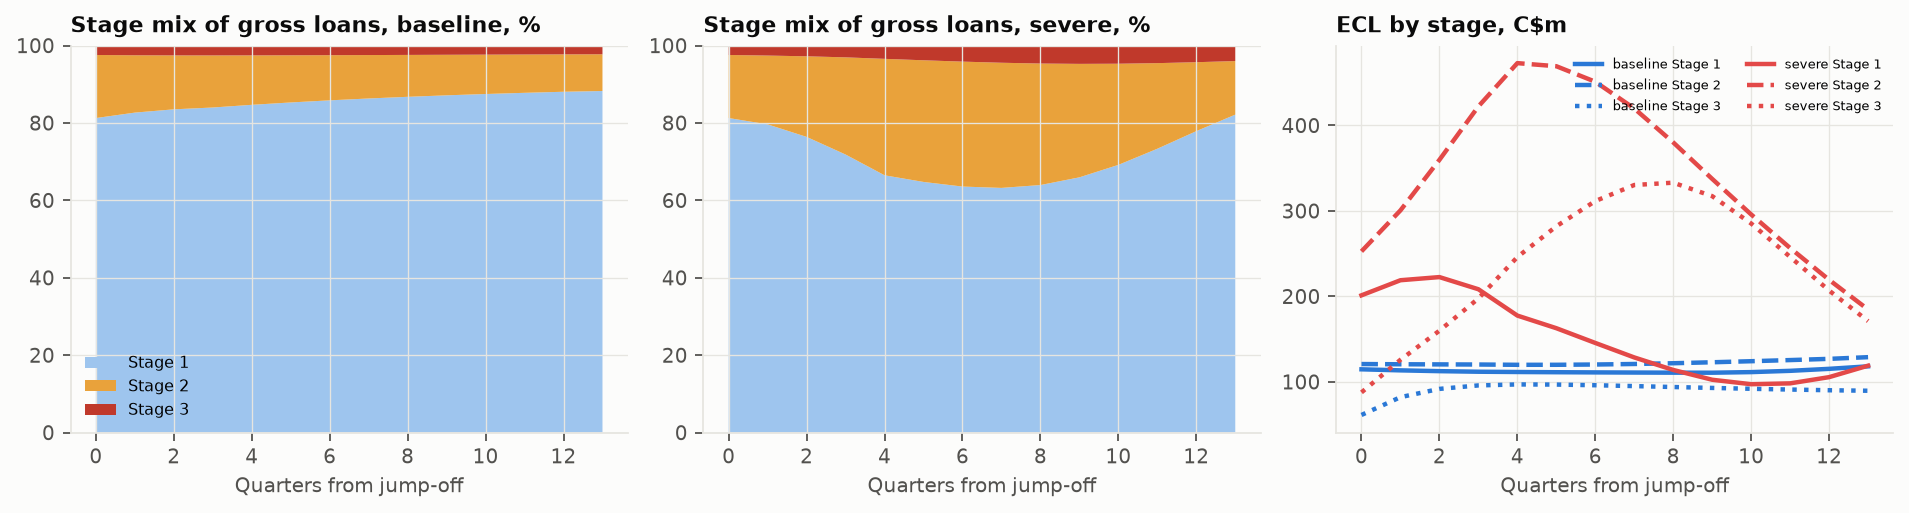 Stage mix of gross loans, baseline, %
100
80
60
40
20
0
Stage 1
Stage 2
Stage 3
0 2 4 6 8 10 12
Quarters from jump-off
Stage mix of gross loans, severe, %
100
80
60
40
20
0
0 2 4 6 8 10 12
Quarters from jump-off
ECL by stage, C$m
baseline Stage 1 severe Stage 1
baseline Stage 2 severe Stage 2
baseline Stage 3 severe Stage 3
400
300
200
100
0 2 4 6 8 10 12
Quarters from jump-off